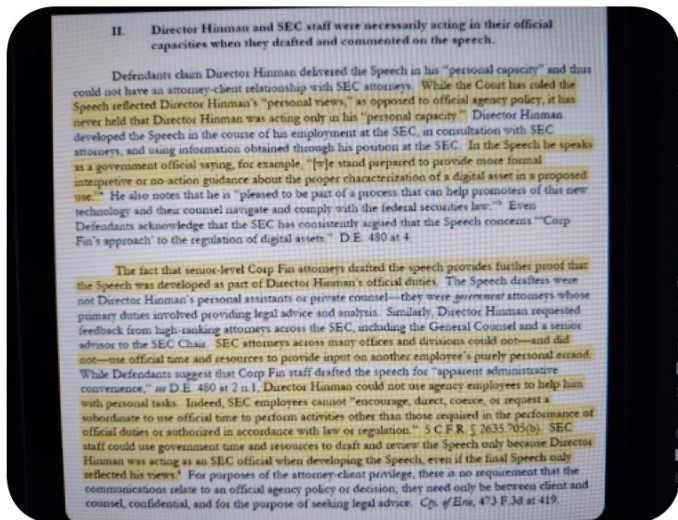 II. Director Hinman and SEC staff were necessarily acting in their official
capacities when they drafted and commented on the speech.
Defendants claim Director Hinman delivered the Speech in his "personal capacity" and thus
could not have an attorney-client relationship with SEC attorneys. While the Court has ruled the
Speech reflected Director Hinman's "personal views," as opposed to official agency policy, it has
never held that Director Hinman was acting only in his "personal capacity." Director Hinman
developed the Speech in the course of his employment at the SEC, in consultation with SEC
attorneys, and using information obtained through his position at the SEC. In the Speech he speaks
as a government official saying, for example, "[w]e stand prepared to provide more formal
interpretive or no-action guidance about the proper characterization of a digital asset in a proposed
use." He also notes that he is "pleased to be part of a process that can help promoters of this new
technology and their counsel navigate and comply with the federal securities law." Even
Defendants acknowledge that the SEC has consistently argued that the Speech concerns "'Corp
Fin's approach' to the regulation of digital assets." D.E. 480 at 4.
The fact that senior-level Corp Fin attorneys drafted the speech provides further proof that
the Speech was developed as part of Director Hinman's official duties. The Speech drafters were
not Director Hinman's personal assistants or private counsel—they were government attorneys whose
primary duties involved providing legal advice and analysis. Similarly, Director Hinman requested
feedback from high-ranking attorneys across the SEC, including the General Counsel and a senior
advisor to the SEC Chair. SEC attorneys across many offices and divisions could not—and did
not—use official time and resources to provide input on another employee's purely personal errand.
While Defendants suggest that Corp Fin staff drafted the speech for "apparent administrative
convenience," see D.E. 480 at 2 n.1, Director Hinman could not use agency employees to help him
with personal tasks. Indeed, SEC employees cannot "encourage, direct, coerce, or request a
subordinate to use official time to perform activities other than those required in the performance of
official duties or authorized in accordance with law or regulation." 5 C.F.R. § 2635.705(b). SEC
staff could use government time and resources to draft and review the Speech only because Director
Hinman was acting as an SEC official when developing the Speech, even if the final Speech only
reflected his views. For purposes of the attorney-client privilege, there is no requirement that the
communications relate to an official agency policy or decision; they need only be between client and
counsel, confidential, and for the purpose of seeking legal advice. Cty. of Erie, 473 F.3d at 419.